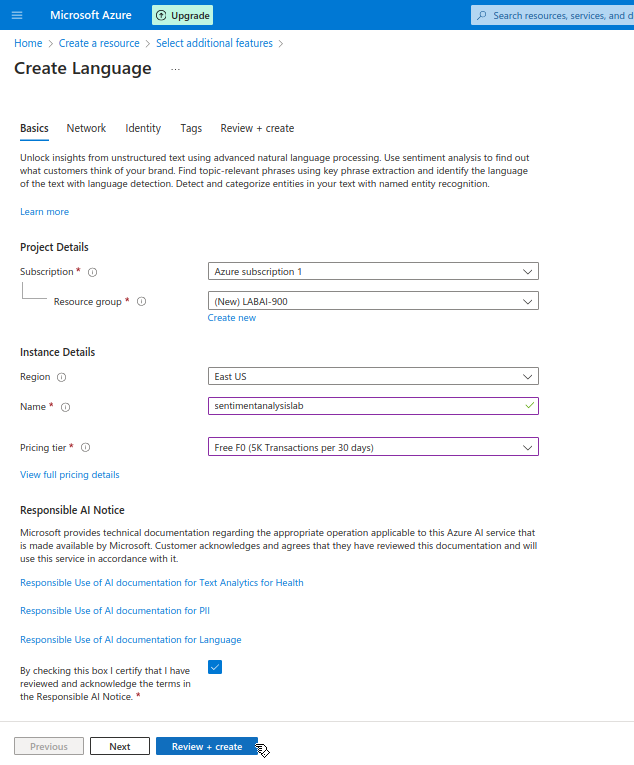 Microsoft Azure
Upgrade
Search resources, services, and d
Home > Create a resource > Select additional features >
Create Language
...
Basics Network Identity Tags Review + create
Unlock insights from unstructured text using advanced natural language processing. Use sentiment analysis to find out
what customers think of your brand. Find topic-relevant phrases using key phrase extraction and identify the language
of the text with language detection. Detect and categorize entities in your text with named entity recognition.
Learn more
Project Details
Subscription *
Azure subscription 1
Resource group *
(New) LABAI-900
Create new
Instance Details
Region
East US
Name *
sentimentanalysislab
Pricing tier *
Free F0 (5K Transactions per 30 days)
View full pricing details
Responsible AI Notice
Microsoft provides technical documentation regarding the appropriate operation applicable to this Azure AI service that
is made available by Microsoft. Customer acknowledges and agrees that they have reviewed this documentation and will
use this service in accordance with it.
Responsible Use of AI documentation for Text Analytics for Health
Responsible Use of AI documentation for PII
Responsible Use of AI documentation for Language
By checking this box I certify that I have
reviewed and acknowledge the terms in
the Responsible AI Notice. *
Previous Next Review + create